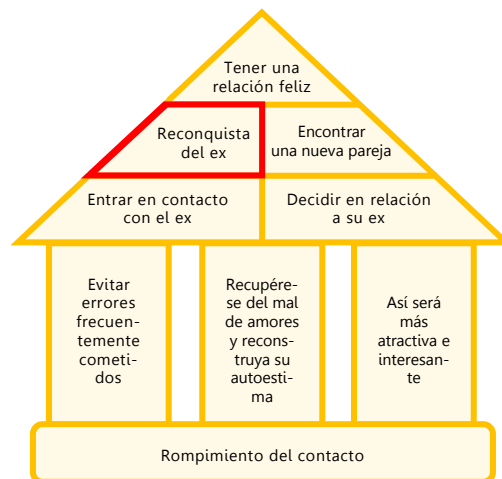 Tener una
relación feliz
Reconquista
del ex
Encontrar
una nueva pareja
Entrar en contacto
con el ex
Decidir en relación
a su ex
Evitar
errores
frecuen-
temente
cometi-
dos
Recupére-
se del mal
de amores
y recons-
truya su
autoesti-
ma
Así será
más
atractiva e
interesan-
te
Rompimiento del contacto